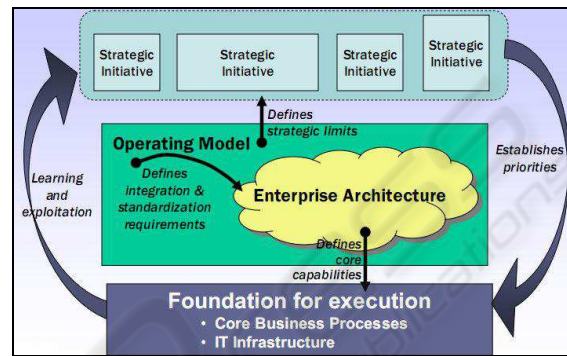 Strategic
Initiative
Strategic
Initiative
Strategic
Initiative
Strategic
Initiative
Defines
strategic limits
Operating Model
Defines
integration &
standardization
requirements
Enterprise Architecture
Learning
and
exploitation
Establishes
priorities
Defines
core
capabilities
Foundation for execution
• Core Business Processes
• IT Infrastructure